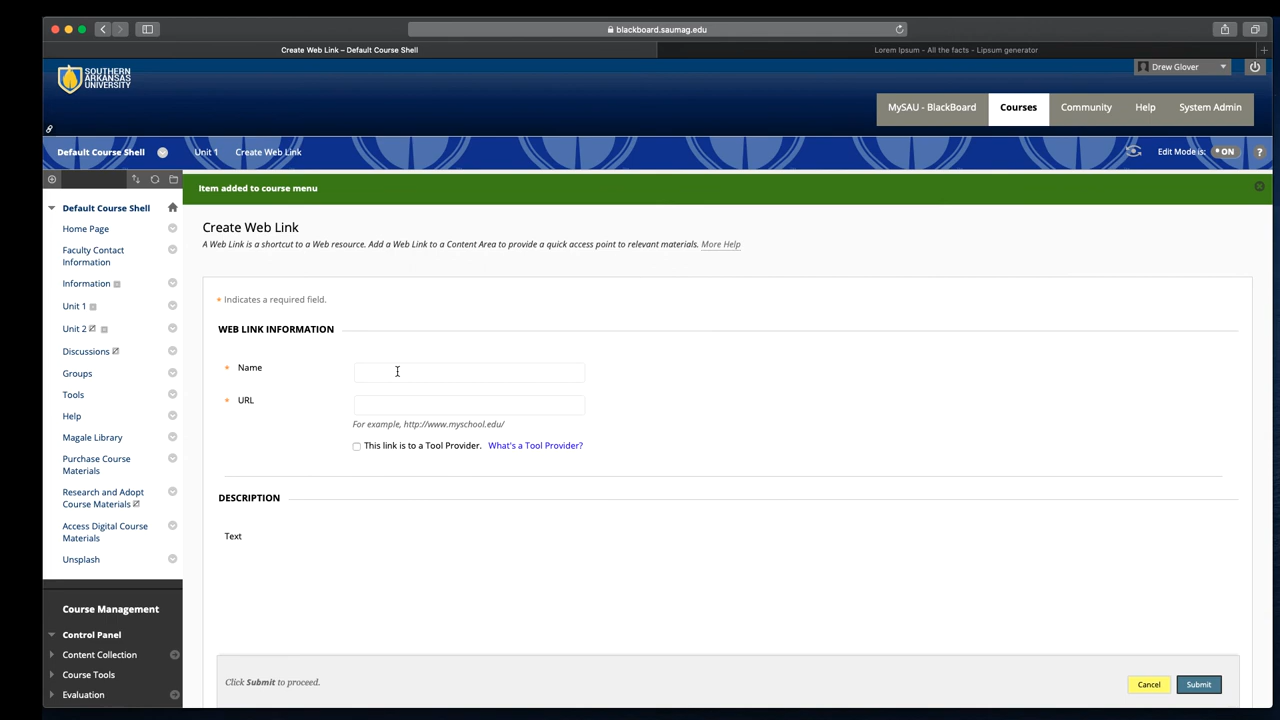 blackboard.saumag.edu
Create Web Link – Default Course Shell
Lorem Ipsum - All the facts - Lipsum generator
SOUTHERN
ARKANSAS
UNIVERSITY
Drew Glover
MySAU - BlackBoard Courses Community Help System Admin
Default Course Shell Unit 1 Create Web Link Edit Mode is: ON ?
Item added to course menu
Default Course Shell
Home Page
Faculty Contact
Information
Information
Unit 1
Unit 2
Discussions
Groups
Tools
Help
Magale Library
Purchase Course
Materials
Research and Adopt
Course Materials
Access Digital Course
Materials
Unsplash
Course Management
Control Panel
Content Collection
Course Tools
Evaluation
Create Web Link
A Web Link is a shortcut to a Web resource. Add a Web Link to a Content Area to provide a quick access point to relevant materials. More Help
* Indicates a required field.
WEB LINK INFORMATION
* Name
* URL
For example, http://www.myschool.edu/
This link is to a Tool Provider. What's a Tool Provider?
DESCRIPTION
Text
Click Submit to proceed.
Cancel Submit